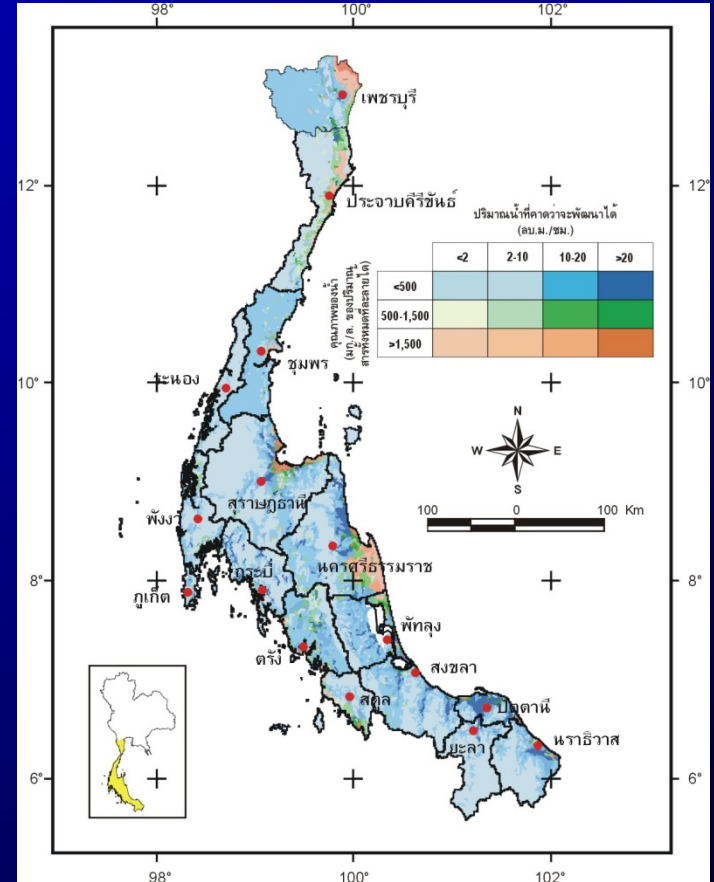 98° 100° 102°
เพชรบุรี
12° 12°
ประจาบคีรีขันธ์
ปริมาณน้ำที่คาดว่าจะพัฒนาได้
(ลบ.ม./ชม.)
<2 2-10 10-20 >20
<500
500-1,500
>1,500
คุณภาพของน้ำ
(มก./ล. ของปริมาณ
สารทั้งหมดที่ละลายได้)
ชุมพร
ระนอง
10° 10°
N
W E
S
สุราษฎธานี
100 0 100 Km
พังงา
นครศรีธรรมราช
กระบี่
8° 8°
ภูเก็ต
พัทลุง
ตรัง
สงขลา
สตูล
ปัตตานี
ยะลา
นราธิวาส
6° 6°
98° 100° 102°